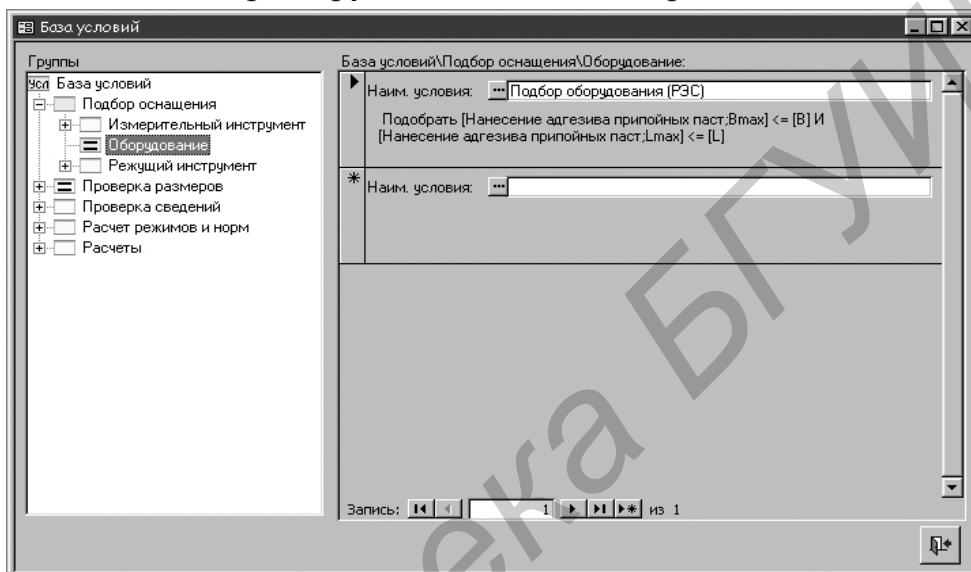 База условий
Группы
Усл База условий
Подбор оснащения
Измерительный инструмент
Оборудование
Режущий инструмент
Проверка размеров
Проверка сведений
Расчет режимов и норм
Расчеты
База условий\Подбор оснащения\Оборудование:
Наим. условия: ... Подбор оборудования (РЭС)
Подобрать [Нанесение адгезива припойных паст;Bmax] <= [B] И
[Нанесение адгезива припойных паст;Lmax] <= [L]
Наим. условия: ...
Запись: 1 из 1
ека БГУИ